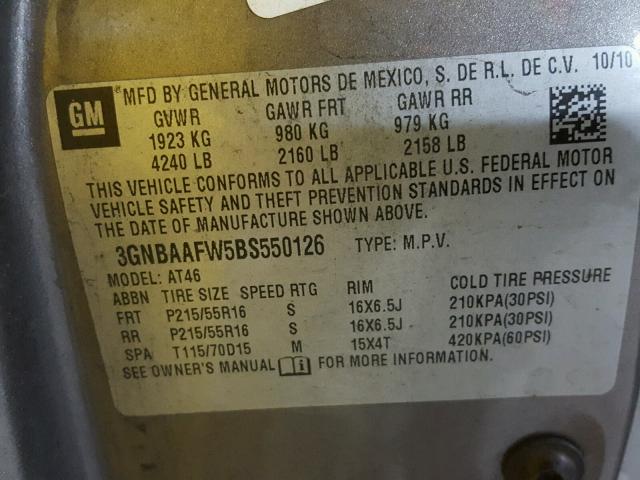 MFD BY GENERAL MOTORS DE MEXICO, S. DE R.L. DE C.V. 10/10
GM
GVWR GAWR FRT GAWR RR
1923 KG 980 KG 979 KG
4240 LB 2160 LB 2158 LB
THIS VEHICLE CONFORMS TO ALL APPLICABLE U.S. FEDERAL MOTOR
VEHICLE SAFETY AND THEFT PREVENTION STANDARDS IN EFFECT ON
THE DATE OF MANUFACTURE SHOWN ABOVE.
3GNBAAFW5BS550126 TYPE: M.P.V.
MODEL: AT46
ABBN TIRE SIZE SPEED RTG RIM COLD TIRE PRESSURE
FRT P215/55R16 S 16X6.5J 210KPA(30PSI)
RR P215/55R16 S 16X6.5J 210KPA(30PSI)
SPA T115/70D15 M 15X4T 420KPA(60PSI)
SEE OWNER'S MANUAL FOR MORE INFORMATION.